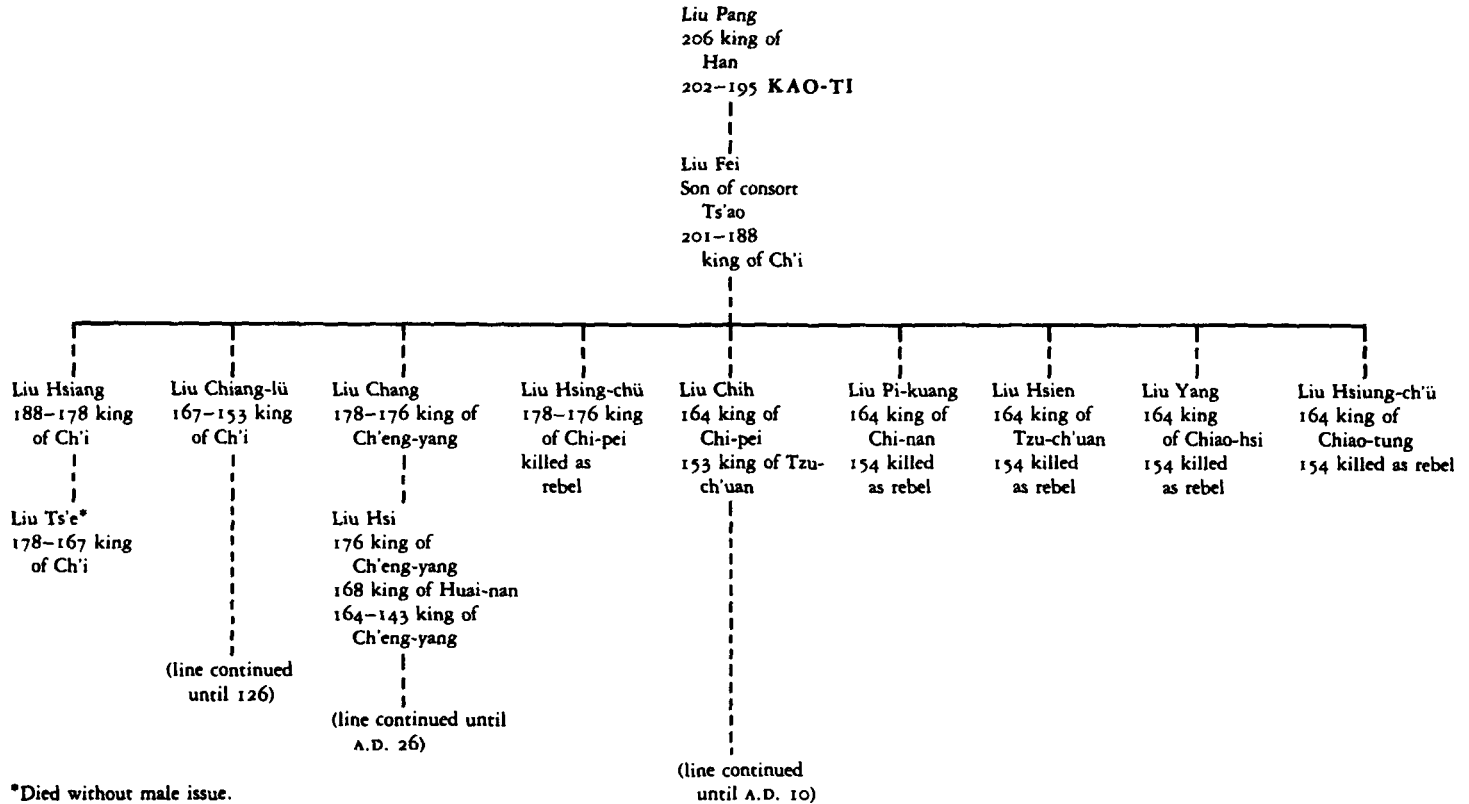 Liu Pang
206 king of
Han
202–195 KAO-TI
Liu Fei
Son of consort
Ts'ao
201–188
king of Ch'i
Liu Hsiang
188–178 king
of Ch'i
Liu Ts'e*
178–167 king
of Ch'i
Liu Chiang-lü
167–153 king
of Ch'i
(line continued
until 126)
Liu Chang
178–176 king of
Ch'eng-yang
Liu Hsi
176 king of
Ch'eng-yang
168 king of Huai-nan
164–143 king of
Ch'eng-yang
(line continued until
A.D. 26)
Liu Hsing-chü
178–176 king
of Chi-pei
killed as
rebel
Liu Chih
164 king of
Chi-pei
153 king of Tzu-
ch'uan
(line continued
until A.D. 10)
Liu Pi-kuang
164 king of
Chi-nan
154 killed
as rebel
Liu Hsien
164 king of
Tzu-ch'uan
154 killed
as rebel
Liu Yang
164 king
of Chiao-hsi
154 killed
as rebel
Liu Hsiung-ch'ü
164 king of
Chiao-tung
154 killed as rebel
*Died without male issue.